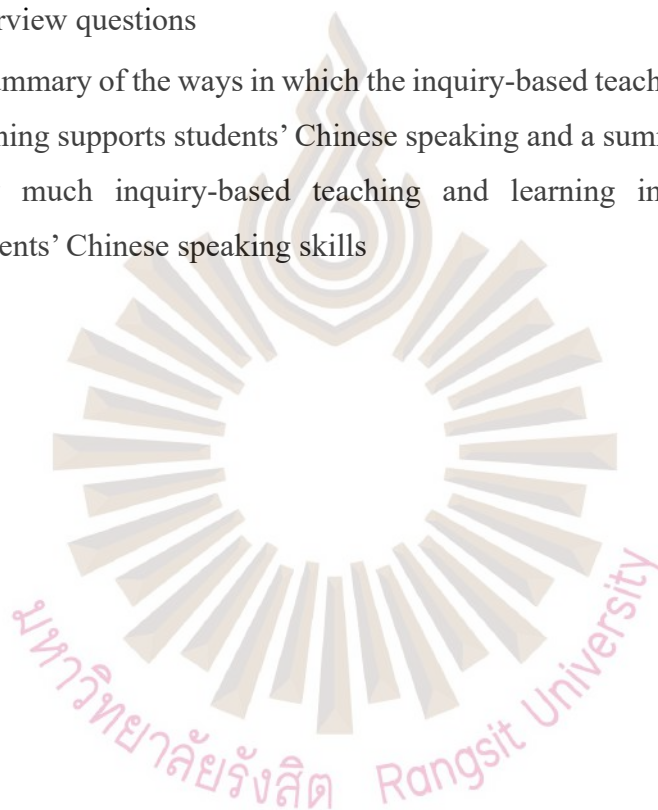 rview questions
ummary of the ways in which the inquiry-based teach
ning supports students' Chinese speaking and a sum
much inquiry-based teaching and learning in
ents' Chinese speaking skills
มหาวิทยาลัยรังสิต Rangsit University